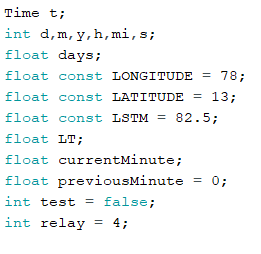 Time t;
int d,m,y,h,mi,s;
float days;
float const LONGITUDE = 78;
float const LATITUDE = 13;
float const LSTM = 82.5;
float LT;
float currentMinute;
float previousMinute = 0;
int test = false;
int relay = 4;